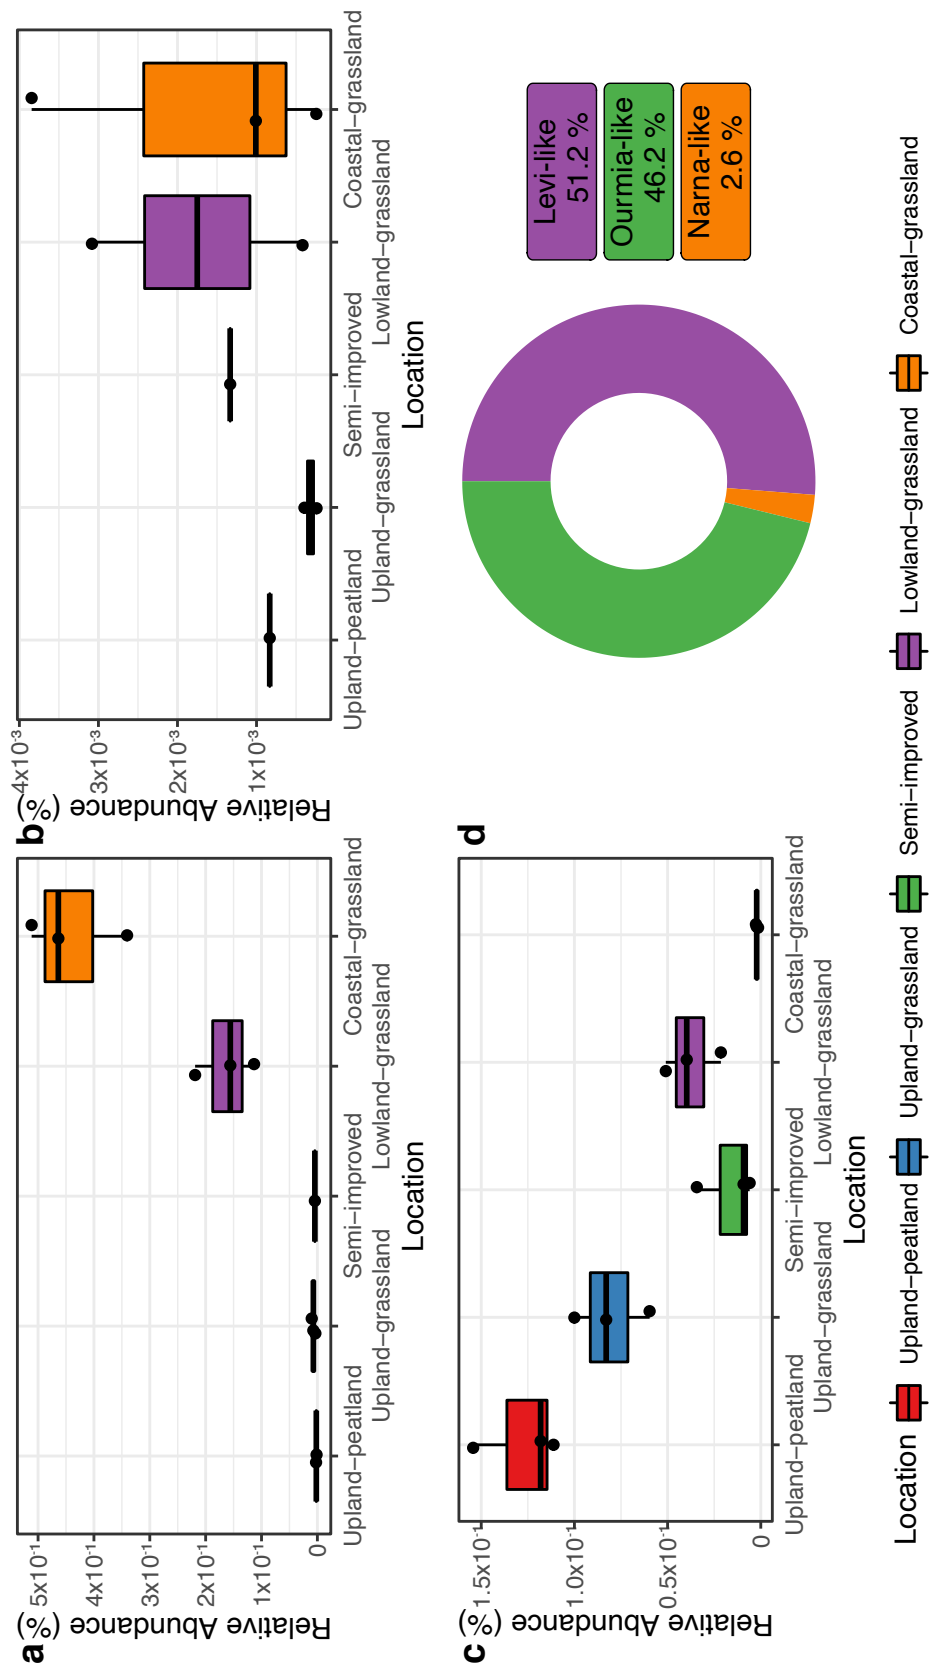 a
Relative Abundance (%)
5x10⁻¹
4x10⁻¹
3x10⁻¹
2x10⁻¹
1x10⁻¹
0
Upland−peatland
Upland−grassland
Semi−improved
Lowland−grassland
Coastal−grassland
Location
b
Relative Abundance (%)
4x10⁻³
3x10⁻³
2x10⁻³
1x10⁻³
Upland−peatland
Upland−grassland
Semi−improved
Lowland−grassland
Coastal−grassland
Location
c
Relative Abundance (%)
1.5x10⁻¹
1.0x10⁻¹
0.5x10⁻¹
0
Upland−peatland
Upland−grassland
Semi−improved
Lowland−grassland
Coastal−grassland
Location
d
Levi-like
51.2 %
Ourmia-like
46.2 %
Narna-like
2.6 %
Location Upland−peatland Upland−grassland Semi−improved Lowland−grassland Coastal−grassland